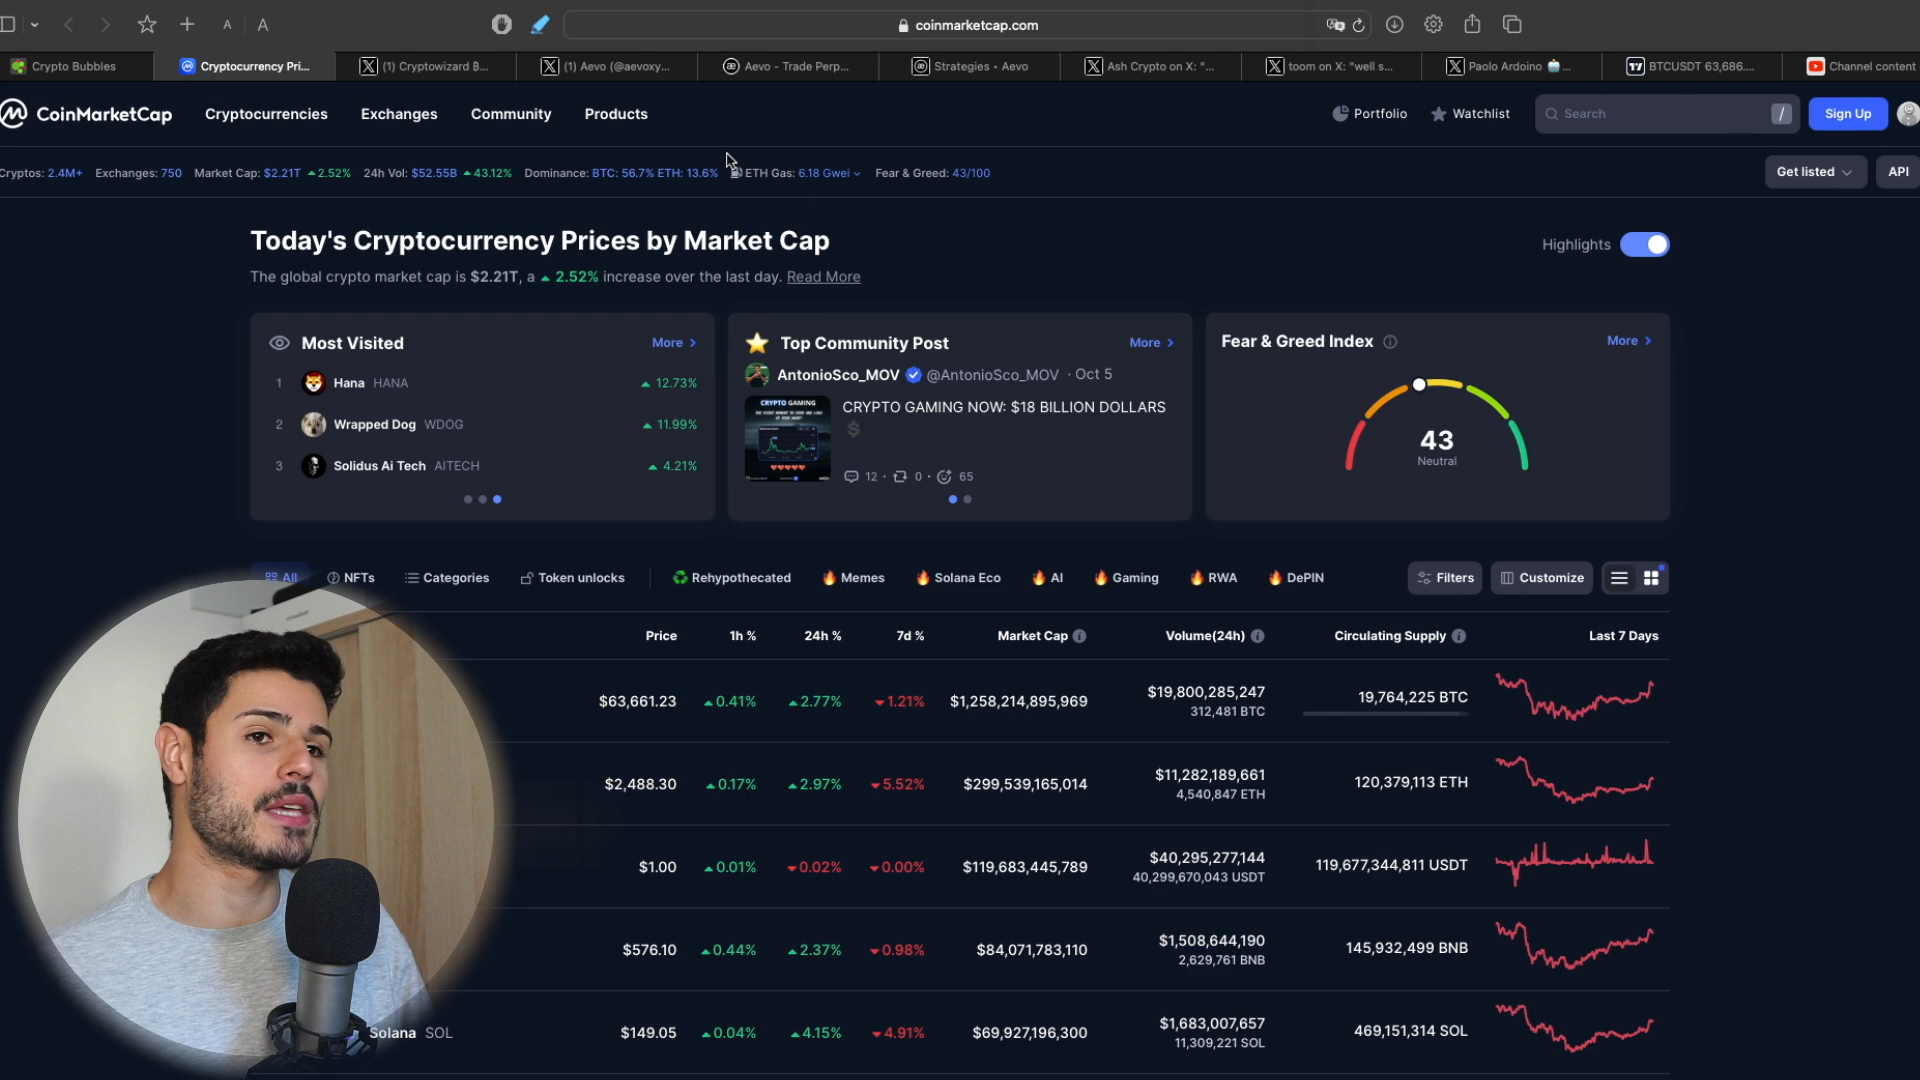 coinmarketcap.com
Crypto Bubbles
Cryptocurrency Pri...
(1) Cryptowizard ₿...
(1) Aevo (@aevoxy...
Aevo - Trade Perp...
Strategies • Aevo
Ash Crypto on X: "...
toom on X: "well s...
Paolo Ardoino 🤖...
BTCUSDT 63,686....
Channel content
CoinMarketCap
Cryptocurrencies
Exchanges
Community
Products
Portfolio
Watchlist
Search
/
Sign Up
Cryptos: 2.4M+ Exchanges: 750 Market Cap: $2.21T ▲ 2.52% 24h Vol: $52.55B ▲ 43.12% Dominance: BTC: 56.7% ETH: 13.6% ETH Gas: 6.18 Gwei Fear & Greed: 43/100
Get listed
API
Today's Cryptocurrency Prices by Market Cap
Highlights
The global crypto market cap is $2.21T, a ▲ 2.52% increase over the last day. Read More
Most Visited
More >
1 Hana HANA ▲ 12.73%
2 Wrapped Dog WDOG ▲ 11.99%
3 Solidus Ai Tech AITECH ▲ 4.21%
Top Community Post
More >
AntonioSco_MOV @AntonioSco_MOV · Oct 5
CRYPTO GAMING
CRYPTO GAMING NOW: $18 BILLION DOLLARS
$
12 · 0 · 65
Fear & Greed Index
More >
43
Neutral
All
NFTs
Categories
Token unlocks
Rehypothecated
Memes
Solana Eco
AI
Gaming
RWA
DePIN
Filters
Customize
Price 1h % 24h % 7d % Market Cap Volume(24h) Circulating Supply Last 7 Days
$63,661.23 ▲ 0.41% ▲ 2.77% ▼ 1.21% $1,258,214,895,969 $19,800,285,247 19,764,225 BTC
312,481 BTC
$2,488.30 ▲ 0.17% ▲ 2.97% ▼ 5.52% $299,539,165,014 $11,282,189,661 120,379,113 ETH
4,540,847 ETH
$1.00 ▲ 0.01% ▼ 0.02% ▼ 0.00% $119,683,445,789 $40,295,277,144 119,677,344,811 USDT
40,299,670,043 USDT
$576.10 ▲ 0.44% ▲ 2.37% ▼ 0.98% $84,071,783,110 $1,508,644,190 145,932,499 BNB
2,629,761 BNB
Solana SOL $149.05 ▲ 0.04% ▲ 4.15% ▼ 4.91% $69,927,196,300 $1,683,007,657 469,151,314 SOL
11,309,221 SOL